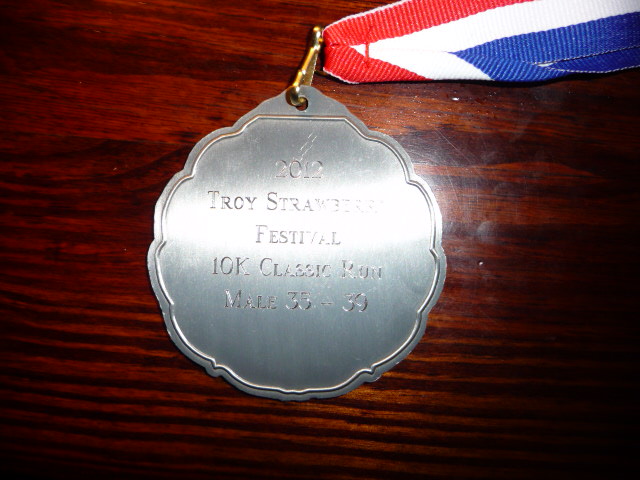 2012
Troy Strawberry
Festival
10K Classic Run
Male 35 - 39